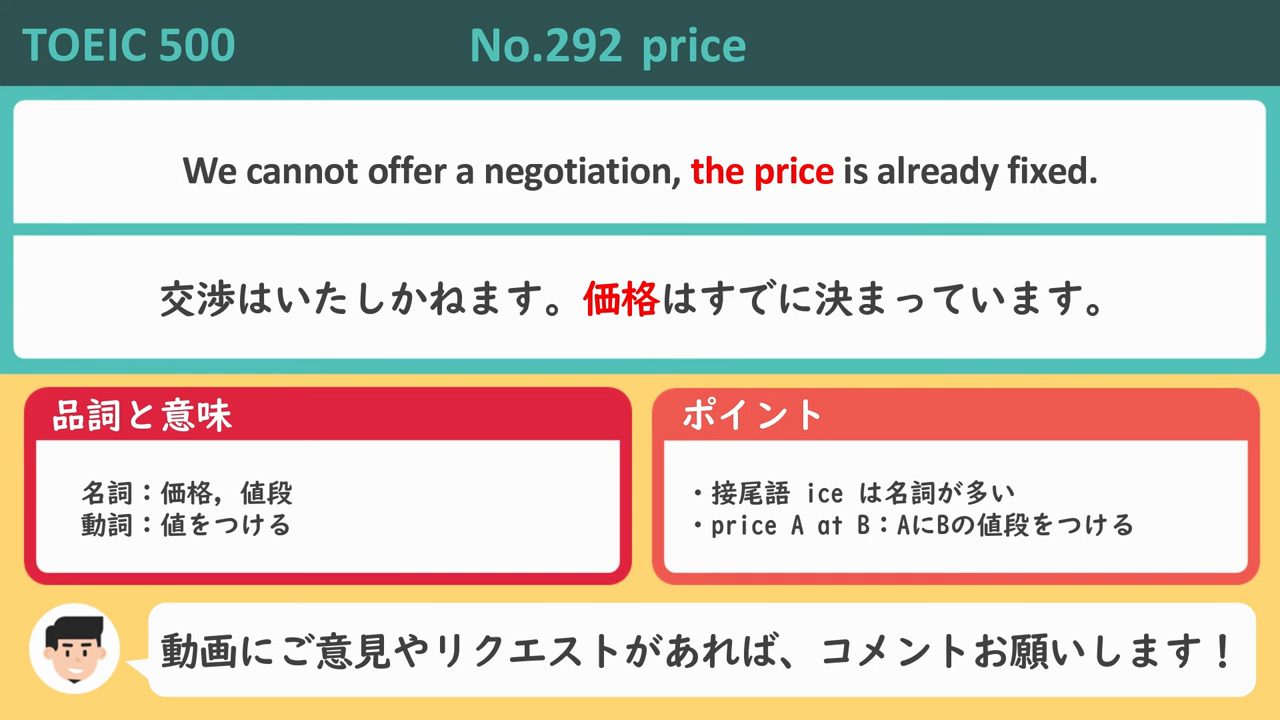 TOEIC 500 No.292 price
We cannot offer a negotiation, the price is already fixed.
交渉はいたしかねます。価格はすでに決まっています。
品詞と意味
名詞：価格，値段
動詞：値をつける
ポイント
・接尾語 ice は名詞が多い
・price A at B：AにBの値段をつける
動画にご意見やリクエストがあれば、コメントお願いします！